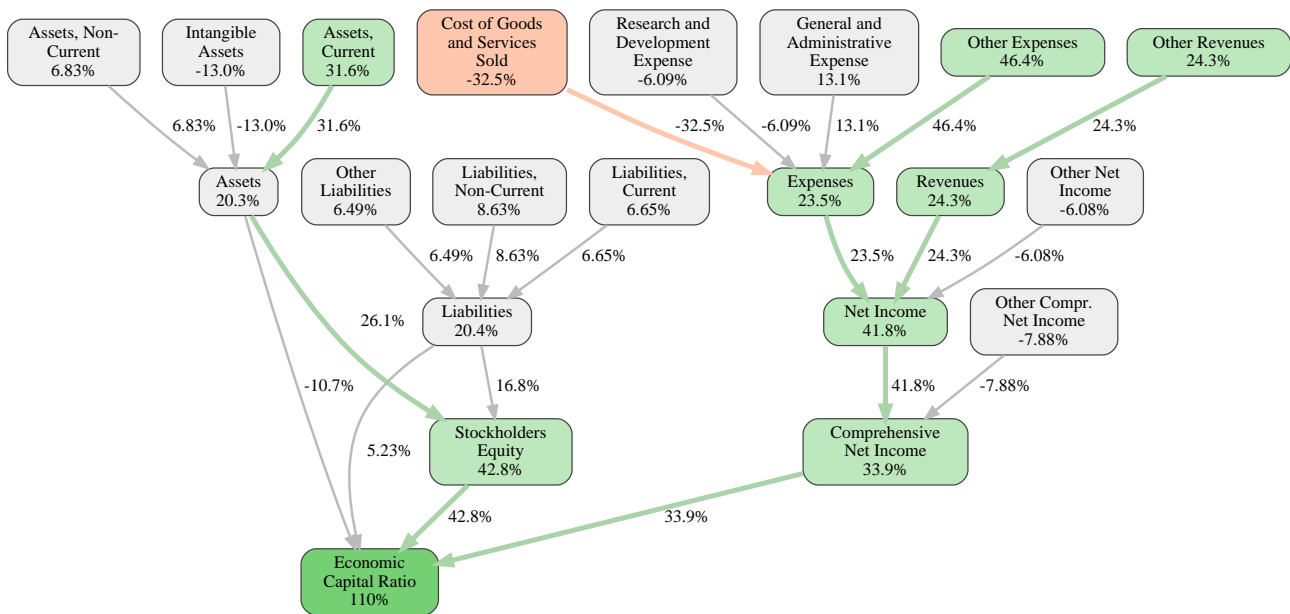 Assets, Non-
Current
6.83%
Intangible
Assets
-13.0%
Assets,
Current
31.6%
Cost of Goods
and Services
Sold
-32.5%
Research and
Development
Expense
-6.09%
General and
Administrative
Expense
13.1%
Other Expenses
46.4%
Other Revenues
24.3%
6.83%
-13.0%
31.6%
-32.5%
-6.09%
13.1%
46.4%
24.3%
Assets
20.3%
Other
Liabilities
6.49%
Liabilities,
Non-Current
8.63%
Liabilities,
Current
6.65%
Expenses
23.5%
Revenues
24.3%
Other Net
Income
-6.08%
6.49%
8.63%
6.65%
23.5%
24.3%
-6.08%
26.1%
Liabilities
20.4%
Net Income
41.8%
Other Compr.
Net Income
-7.88%
-10.7%
16.8%
41.8%
-7.88%
5.23%
Stockholders
Equity
42.8%
Comprehensive
Net Income
33.9%
42.8%
33.9%
Economic
Capital Ratio
110%